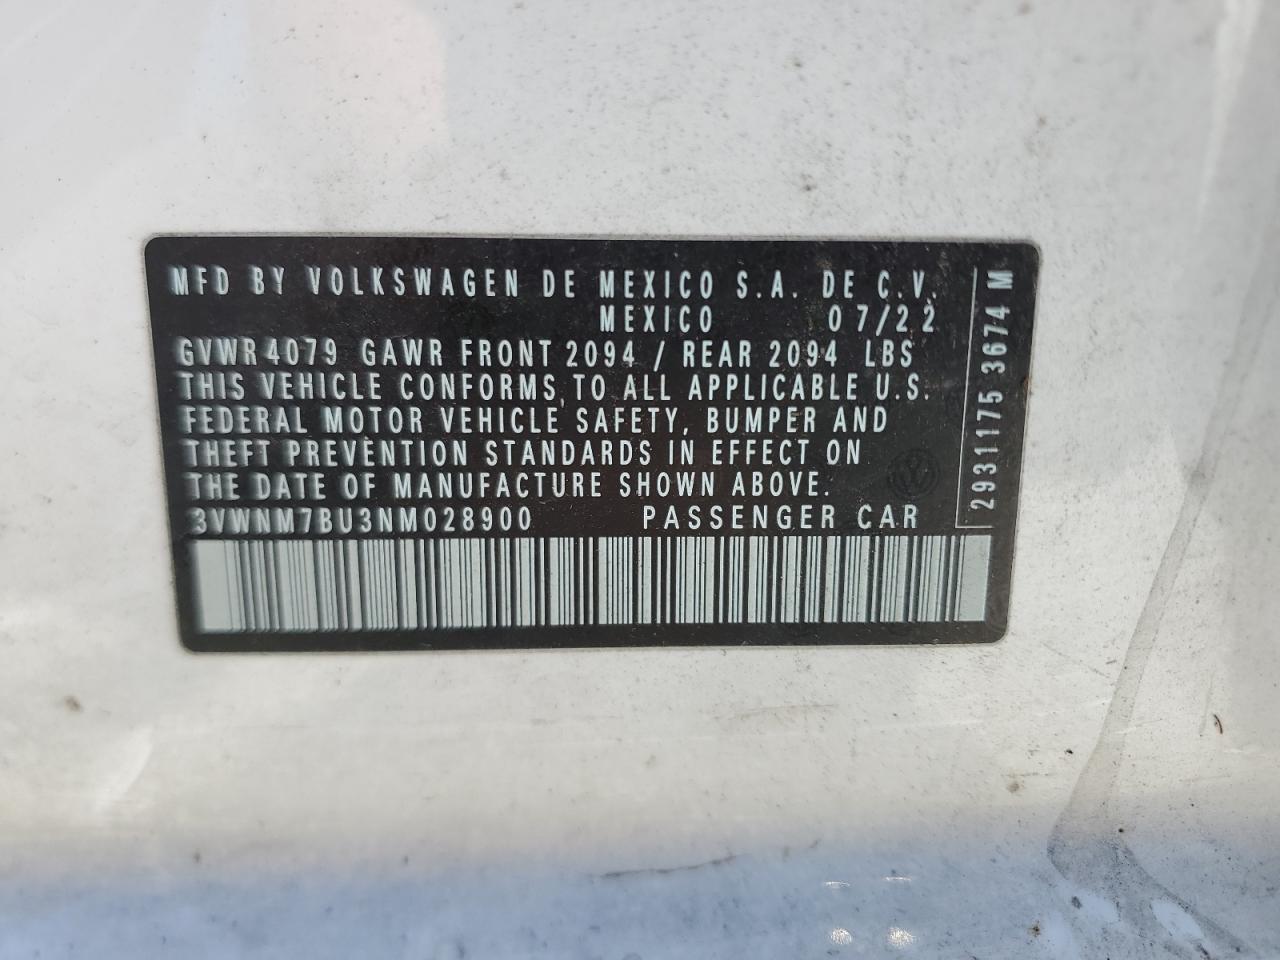 MFD BY VOLKSWAGEN DE MEXICO S.A. DE C.V.
MEXICO 07/22
GVWR 4079 GAWR FRONT 2094 / REAR 2094 LBS
THIS VEHICLE CONFORMS TO ALL APPLICABLE U.S.
FEDERAL MOTOR VEHICLE SAFETY, BUMPER AND
THEFT PREVENTION STANDARDS IN EFFECT ON
THE DATE OF MANUFACTURE SHOWN ABOVE.
3VWNM7BU3NM028900 PASSENGER CAR
2931175 3674 M